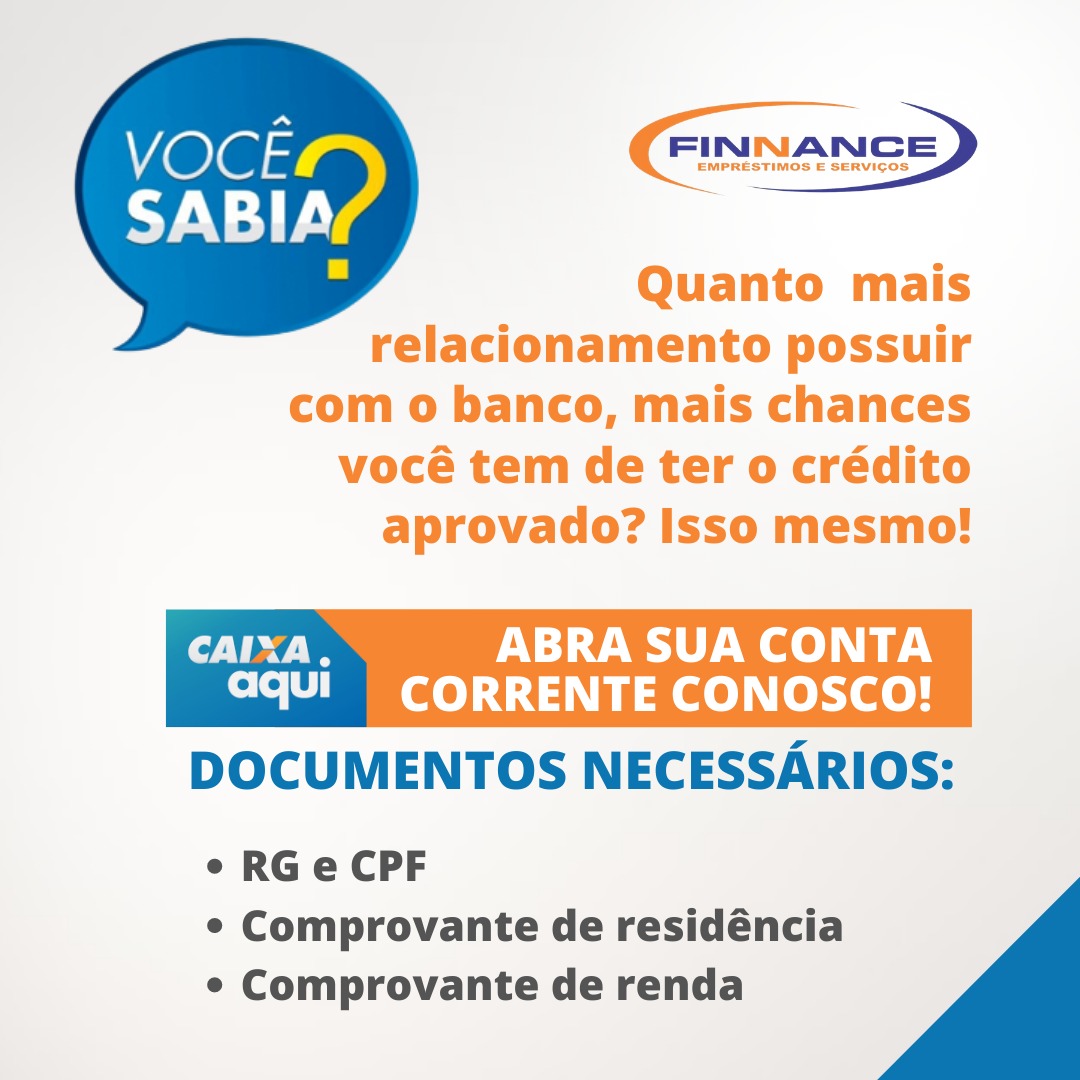 VOCÊ
SABIA?
FINNANCE
EMPRÉSTIMOS E SERVIÇOS
Quanto mais
relacionamento possuir
com o banco, mais chances
você tem de ter o crédito
aprovado? Isso mesmo!
CAIXA
aqui
ABRA SUA CONTA
CORRENTE CONOSCO!
DOCUMENTOS NECESSÁRIOS:
• RG e CPF
• Comprovante de residência
• Comprovante de renda